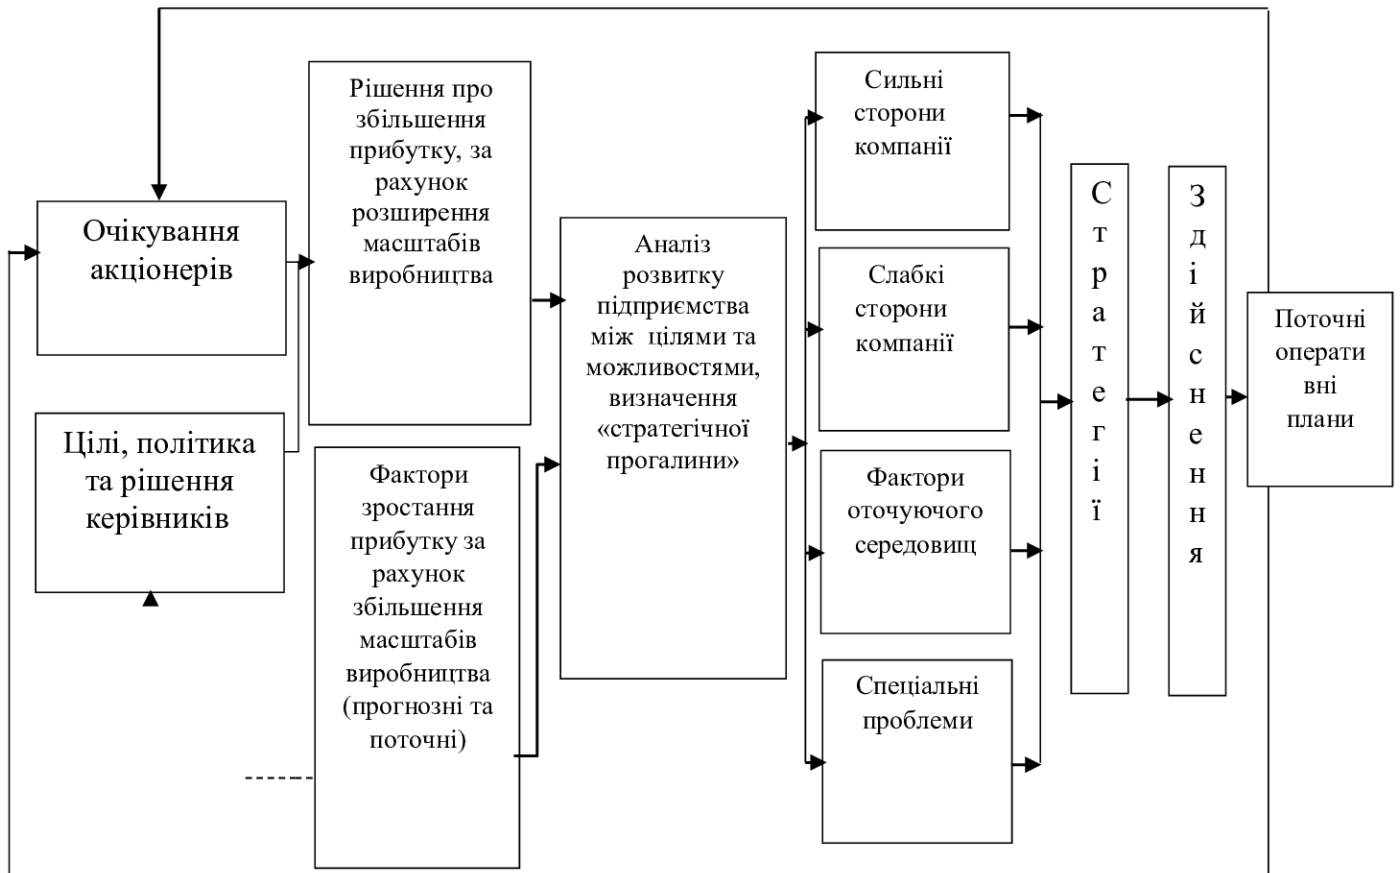 Очікування
акціонерів
Цілі, політика
та рішення
керівників
Рішення про
збільшення
прибутку, за
рахунок
розширення
масштабів
виробництва
Фактори
зростання
прибутку за
рахунок
збільшення
масштабів
виробництва
(прогнозні та
поточні)
Аналіз
розвитку
підприємства
між цілями та
можливостями,
визначення
«стратегічної
прогалини»
Сильні
сторони
компанії
Слабкі
сторони
компанії
Фактори
оточуючого
середовищ
Спеціальні
проблеми
С
т
р
а
т
е
г
і
ї
З
д
і
й
с
н
е
н
н
я
Поточні
операти
вні
плани